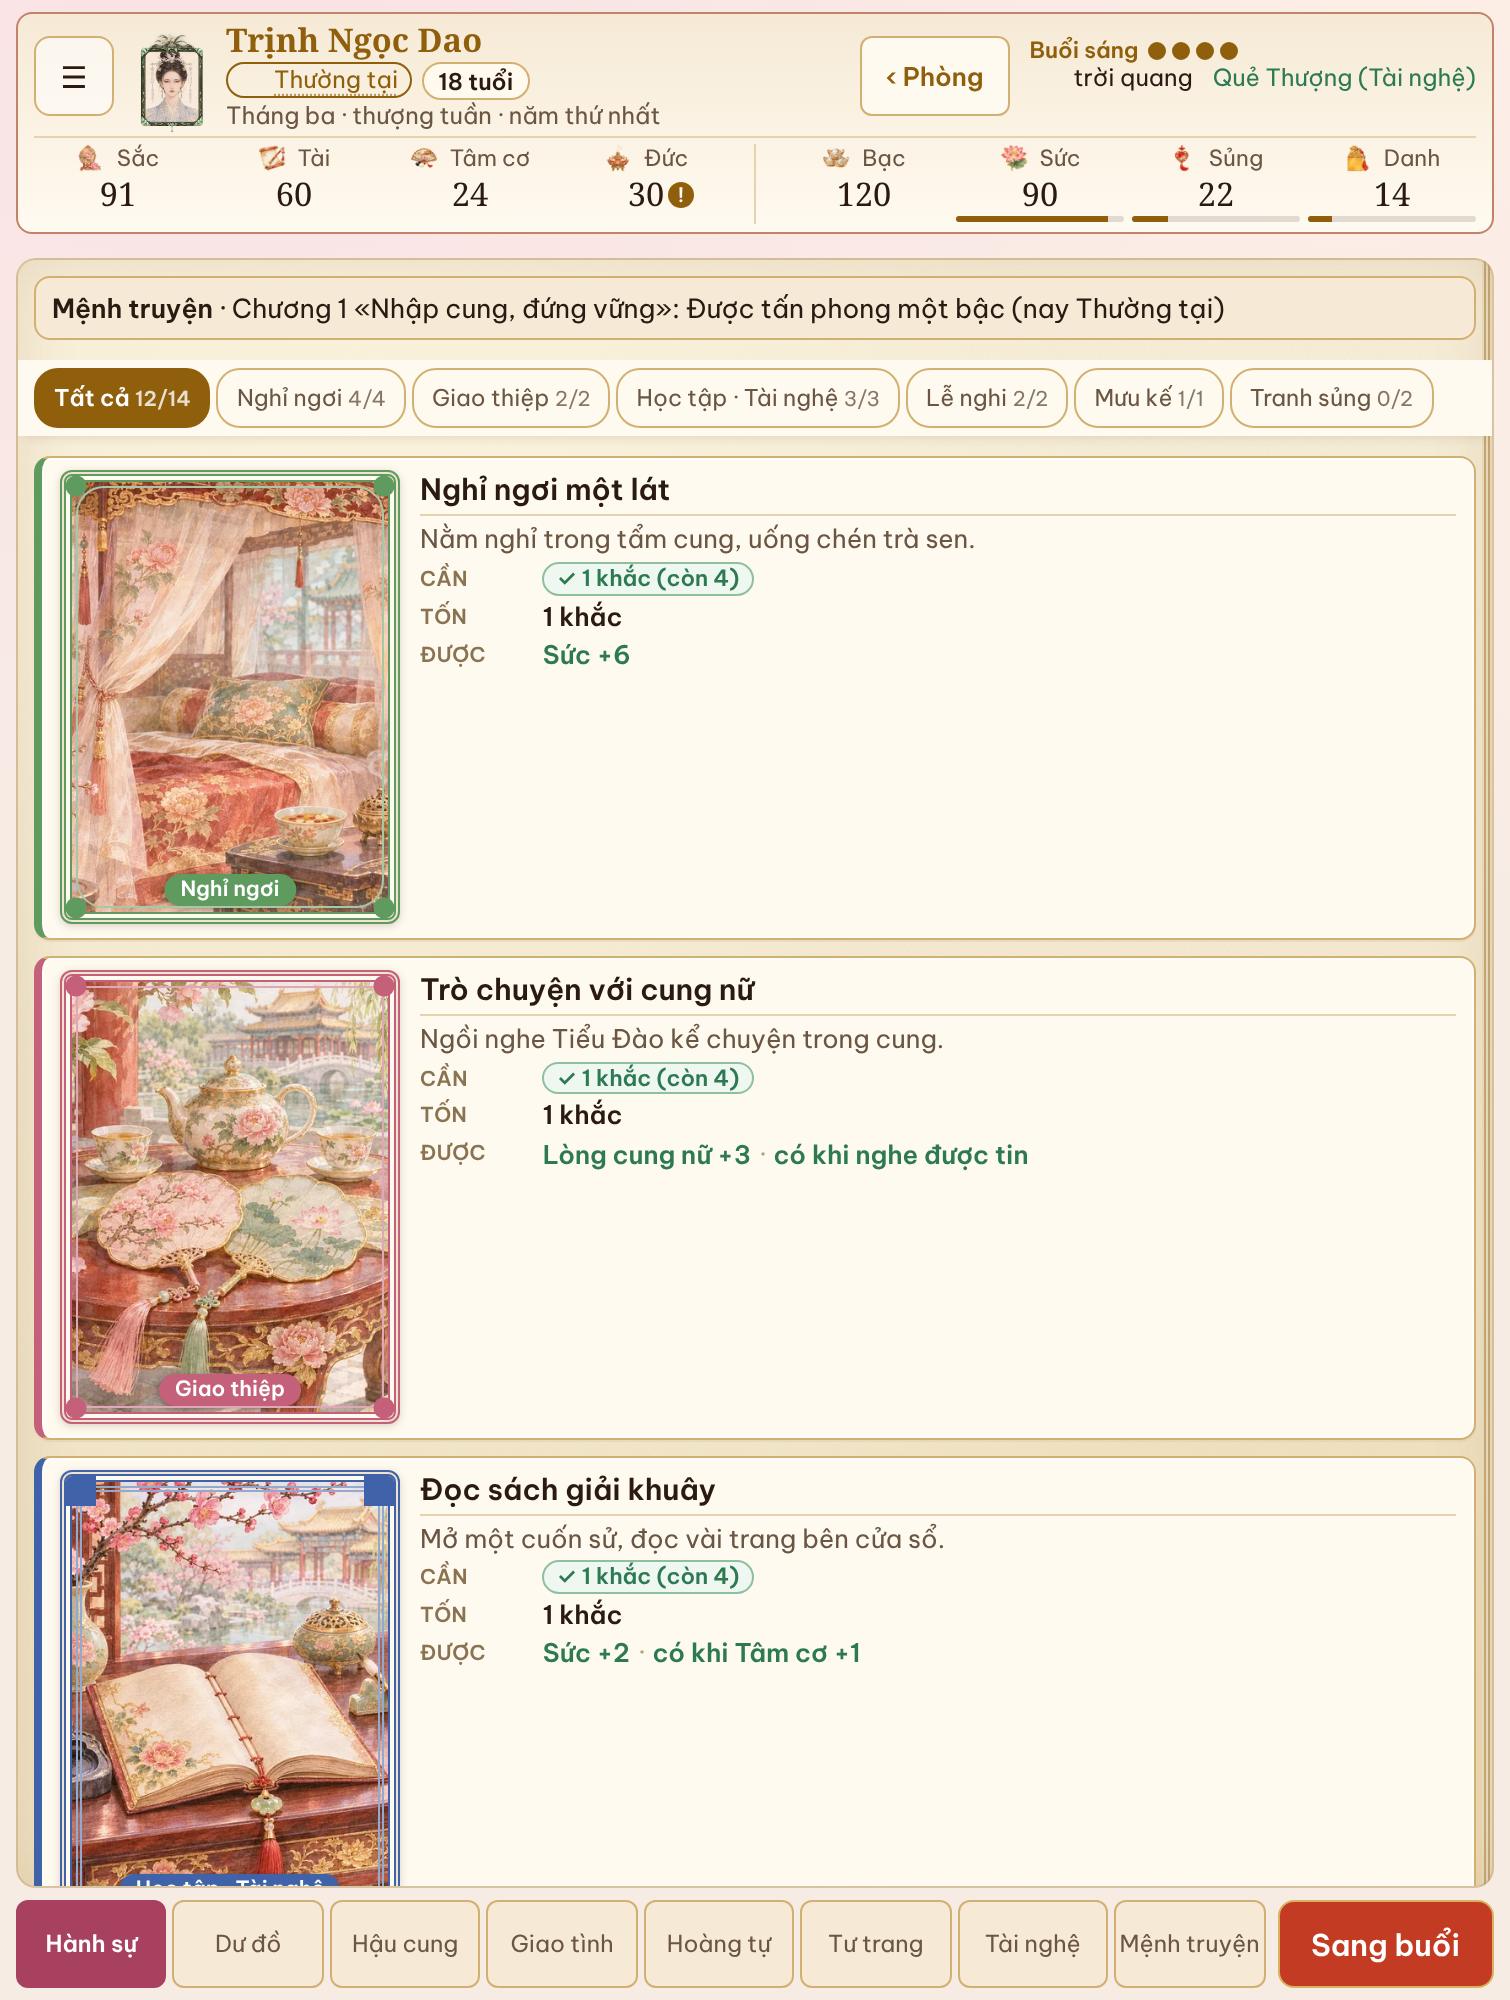 ☰
Trịnh Ngọc Dao
Thường tại 18 tuổi
Tháng ba · thượng tuần · năm thứ nhất
‹ Phòng
Buổi sáng
trời quang Quẻ Thượng (Tài nghệ)
Sắc Tài Tâm cơ Đức Bạc Sức Sủng Danh
91 60 24 30 ! 120 90 22 14
Mệnh truyện · Chương 1 «Nhập cung, đứng vững»: Được tấn phong một bậc (nay Thường tại)
Tất cả 12/14 Nghỉ ngơi 4/4 Giao thiệp 2/2 Học tập · Tài nghệ 3/3 Lễ nghi 2/2 Mưu kế 1/1 Tranh sủng 0/2
Nghỉ ngơi một lát
Nằm nghỉ trong tẩm cung, uống chén trà sen.
CẦN ✓ 1 khắc (còn 4)
TỐN 1 khắc
ĐƯỢC Sức +6
Nghỉ ngơi
Trò chuyện với cung nữ
Ngồi nghe Tiểu Đào kể chuyện trong cung.
CẦN ✓ 1 khắc (còn 4)
TỐN 1 khắc
ĐƯỢC Lòng cung nữ +3 · có khi nghe được tin
Giao thiệp
Đọc sách giải khuây
Mở một cuốn sử, đọc vài trang bên cửa sổ.
CẦN ✓ 1 khắc (còn 4)
TỐN 1 khắc
ĐƯỢC Sức +2 · có khi Tâm cơ +1
Học tập · Tài nghệ
Hành sự Dư đồ Hậu cung Giao tình Hoàng tự Tư trang Tài nghệ Mệnh truyện Sang buổi